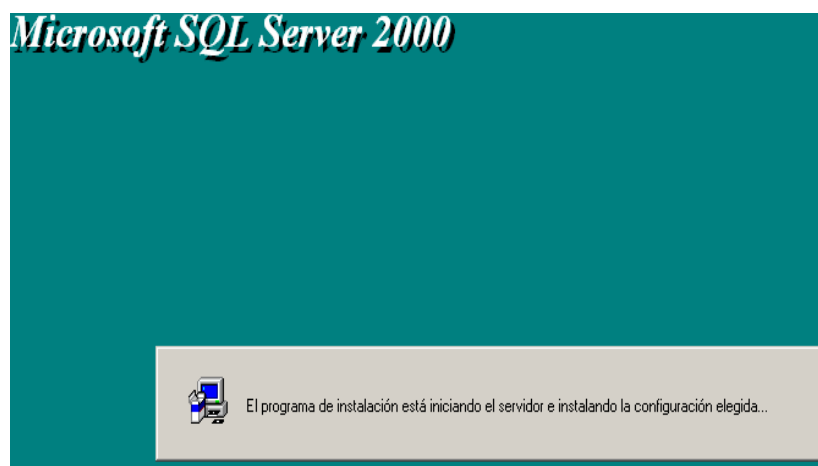 Microsoft SQL Server 2000
El programa de instalación está iniciando el servidor e instalando la configuración elegida...